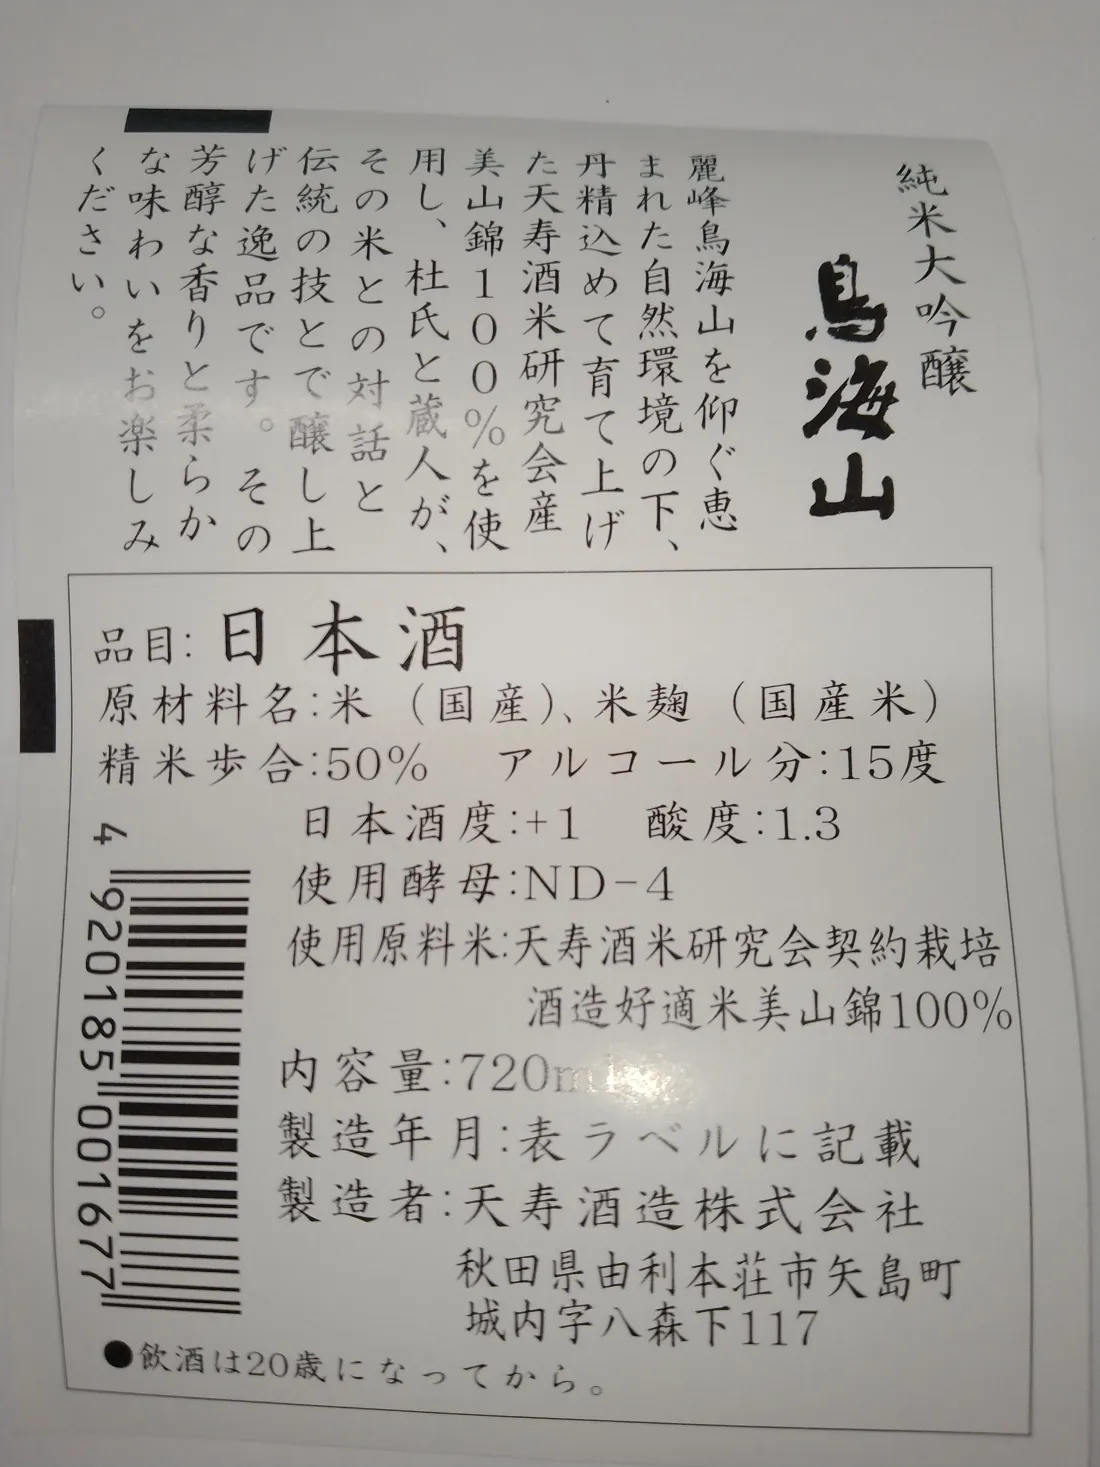 純米大吟醸
鳥海山
麗峰鳥海山を仰ぐ恵
まれた自然環境の下、
丹精込めて育て上げ
た天寿酒米研究会産
美山錦100%を使
用し、杜氏と蔵人が、
その米との対話と
伝統の技とで醸し上
げた逸品です。その
芳醇な香りと柔らか
な味わいをお楽しみ
ください。
品目:日本酒
原材料名:米(国産)、米麹(国産米)
精米歩合:50% アルコール分:15度
日本酒度:+1 酸度:1.3
使用酵母:ND-4
使用原料米:天寿酒米研究会契約栽培
酒造好適米美山錦100%
内容量:720ml
製造年月:表ラベルに記載
製造者:天寿酒造株式会社
秋田県由利本荘市矢島町
城内字八森下117
●飲酒は20歳になってから。
4 920185 001677